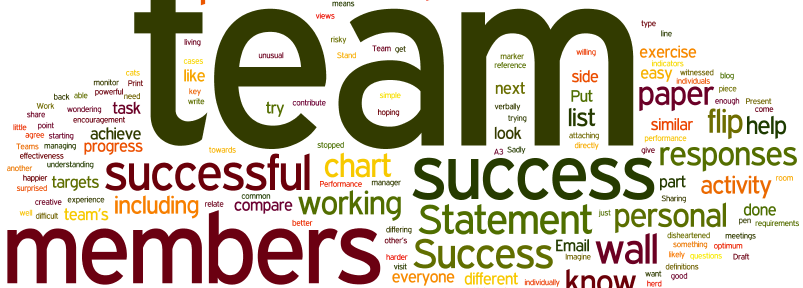 means
views
team
type
line
living
risky
unusual
Stand
Team
get
marker
reference
willing
exercise
indicators
cases
like
key
write
cats
monitor
Print
powerful
need
back
able
Work
share
wondering
task
encouragement
try
contribute
simple
hoping
next
verbally
trying
look
A3
Sadly
side
Put
list
attaching
directly
easy
witnessed
individuals
blog
piece
paper
enough
Present
come
similar
flip
help
performance
give
responses
little
point
agree
starting
achieve
Teams
managing
progress
effectiveness
towards
stopped
another
understanding
happier
surprised
targets
successful
chart
Performance
manager
success
part
Sharing
activity
room
creative
experience
common
well
difficult
team's
including
relate
compare
working
Statement
just
personal
done
pen
requirements
members
better
differing
other's
harder
visit
Success
Email
Imagine
wall
disheartened
meetings
something
optimum
likely
questions
Draft
definitions
good
everyone
different
individually
know
want
herd